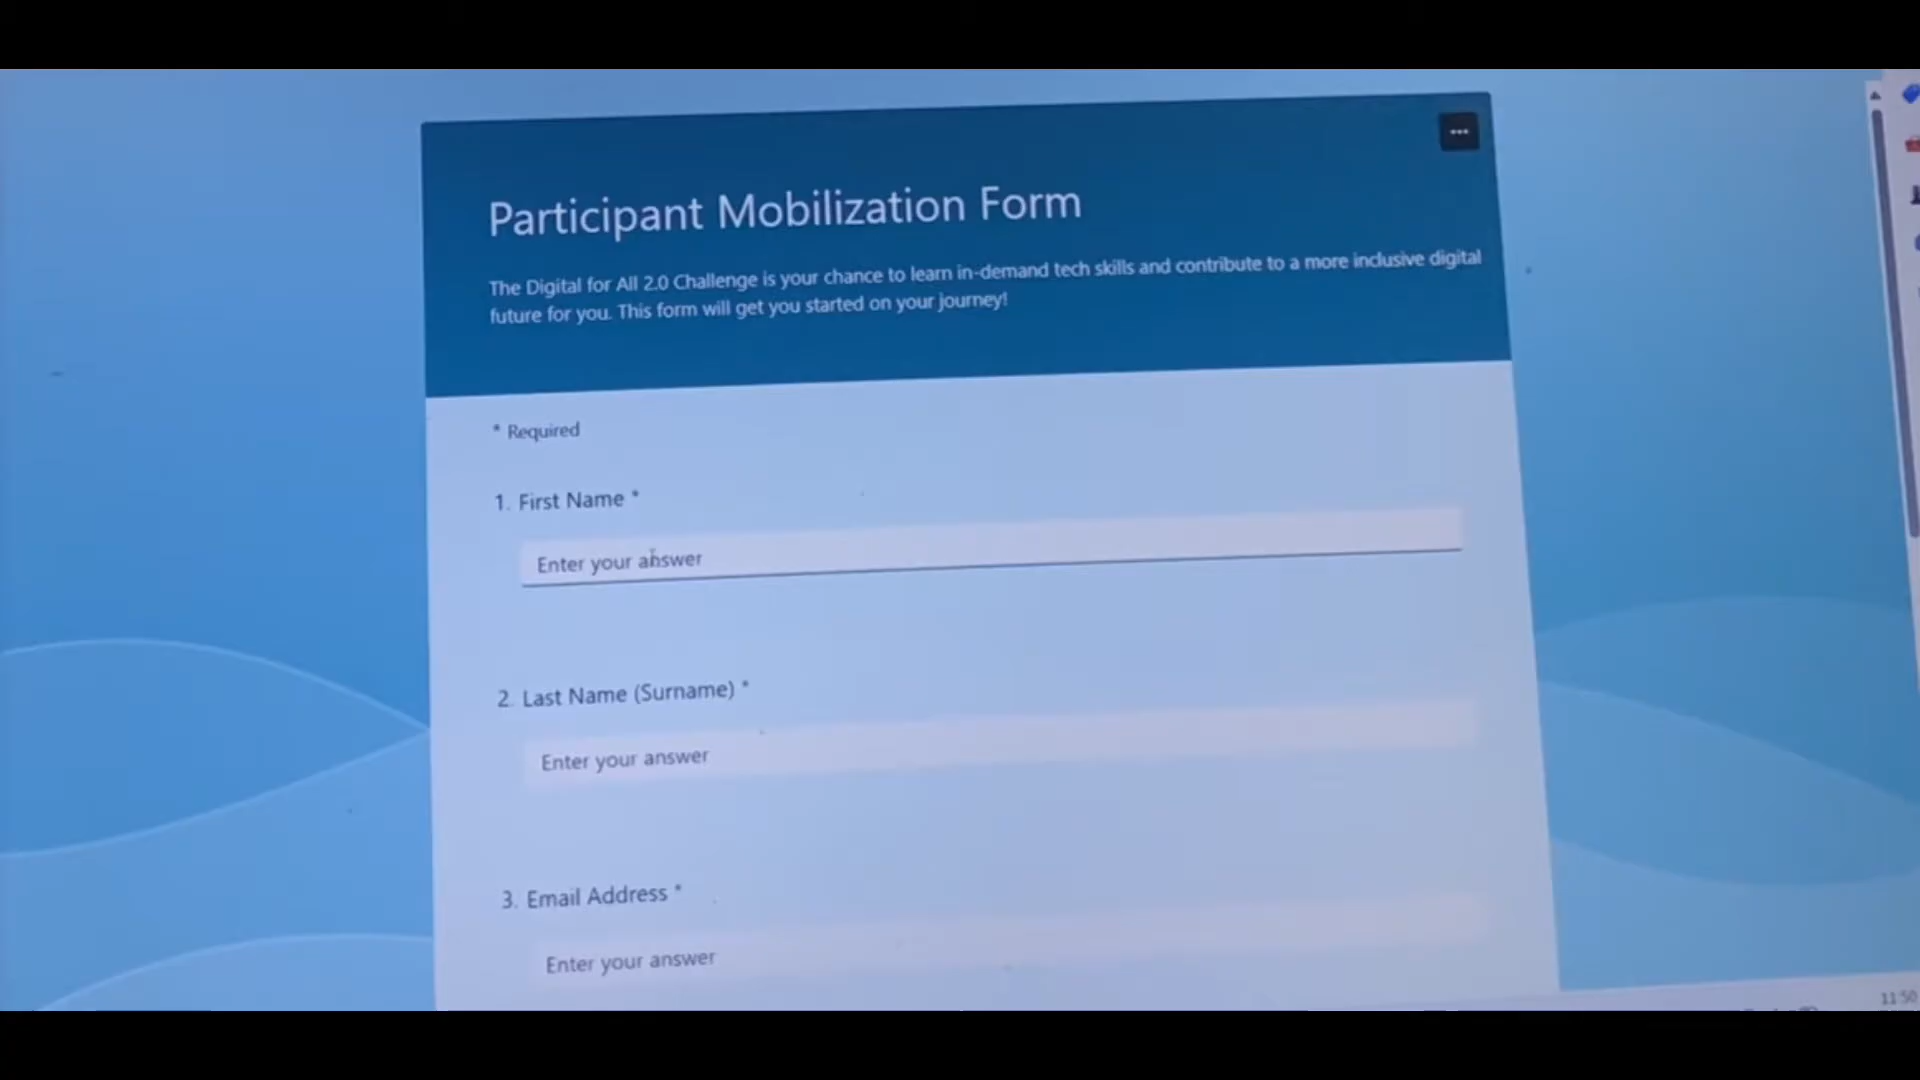 Participant Mobilization Form
The Digital for All 2.0 Challenge is your chance to learn in-demand tech skills and contribute to a more inclusive digital
future for you. This form will get you started on your journey!
* Required
1. First Name *
Enter your answer
2. Last Name (Surname) *
Enter your answer
3. Email Address *
Enter your answer
11:50